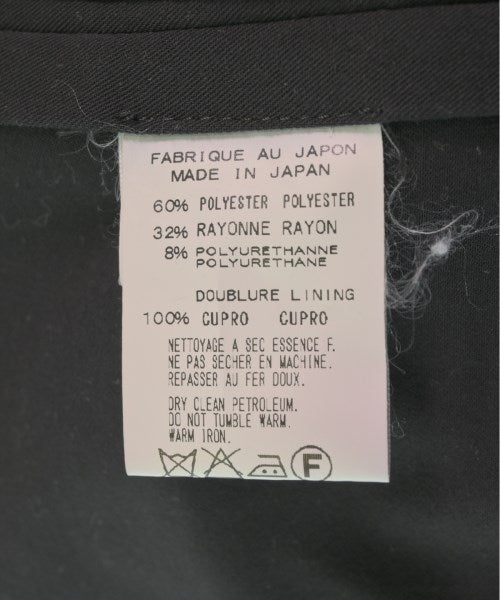 FABRIQUE AU JAPON
MADE IN JAPAN
60% POLYESTER POLYESTER
32% RAYONNE RAYON
8% POLYURETHANNE
POLYURETHANE
DOUBLURE LINING
100% CUPRO CUPRO
NETTOYAGE A SEC ESSENCE F.
NE PAS SECHER EN MACHINE.
REPASSER AU FER DOUX.
DRY CLEAN PETROLEUM.
DO NOT TUMBLE WARM.
WARM IRON.
F